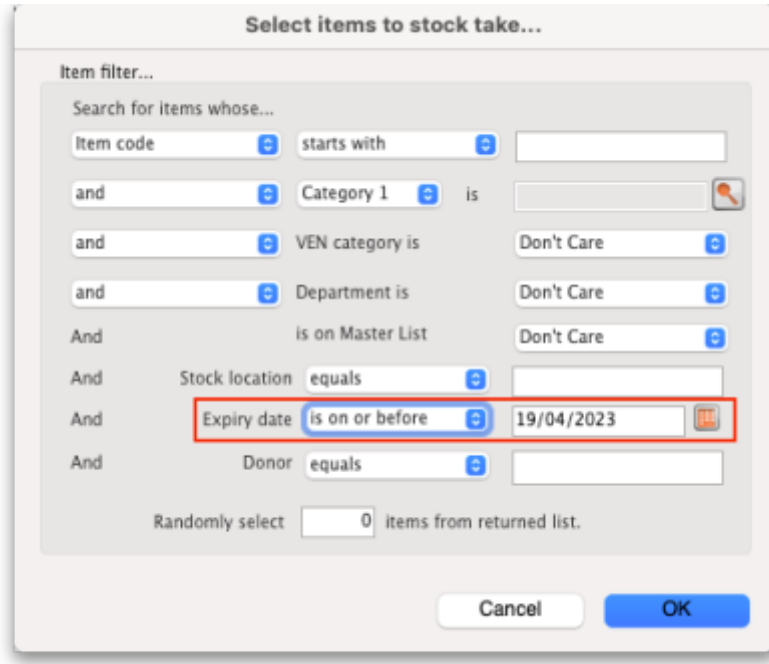 Select items to stock take...
Item filter...
Search for items whose...
Item code starts with
and Category 1 is
and VEN category is Don't Care
and Department is Don't Care
And is on Master List Don't Care
And Stock location equals
And Expiry date is on or before 19/04/2023
And Donor equals
Randomly select 0 items from returned list.
Cancel OK